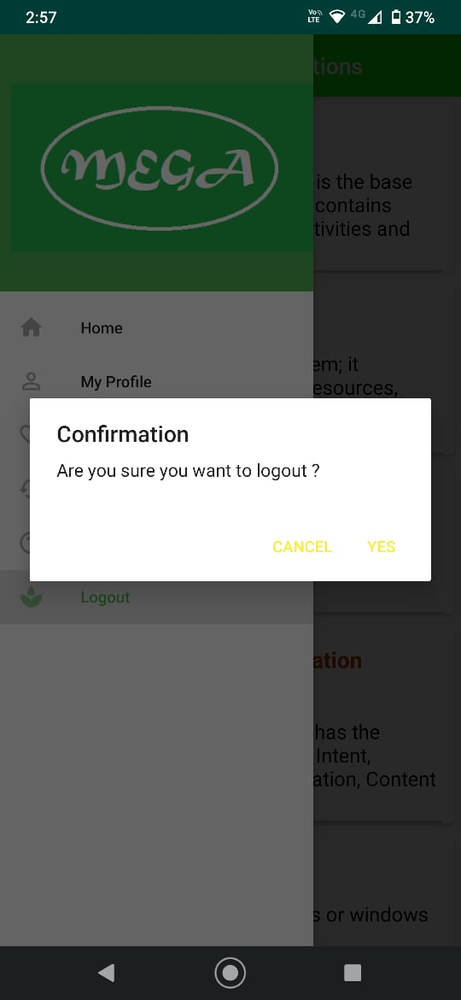 2:57
Vo
LTE
4G
37%
tions
MEGA
is the base
contains
tivities and
Home
em; it
My Profile
esources,
Confirmation
Are you sure you want to logout ?
CANCEL YES
Logout
ation
has the
Intent,
ation, Content
s or windows